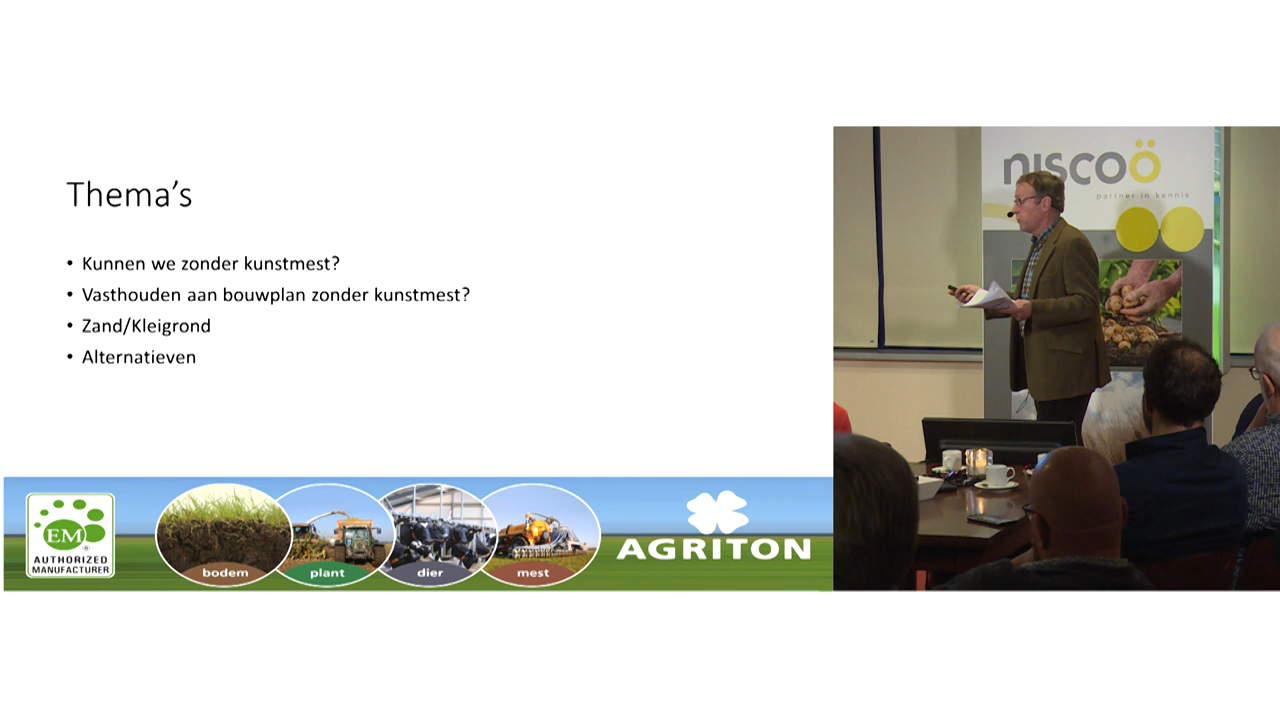 Thema's
• Kunnen we zonder kunstmest?
• Vasthouden aan bouwplan zonder kunstmest?
• Zand/Kleigrond
• Alternatieven
EM®
AUTHORIZED
MANUFACTURER
bodem
plant
dier
mest
AGRITON
niscoö
partner in kennis